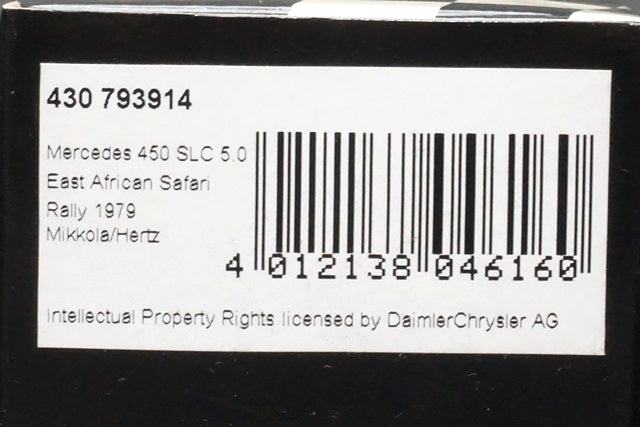 430 793914
Mercedes 450 SLC 5.0
East African Safari
Rally 1979
Mikkola/Hertz
4 012138 046160
Intellectual Property Rights licensed by DaimlerChrysler AG